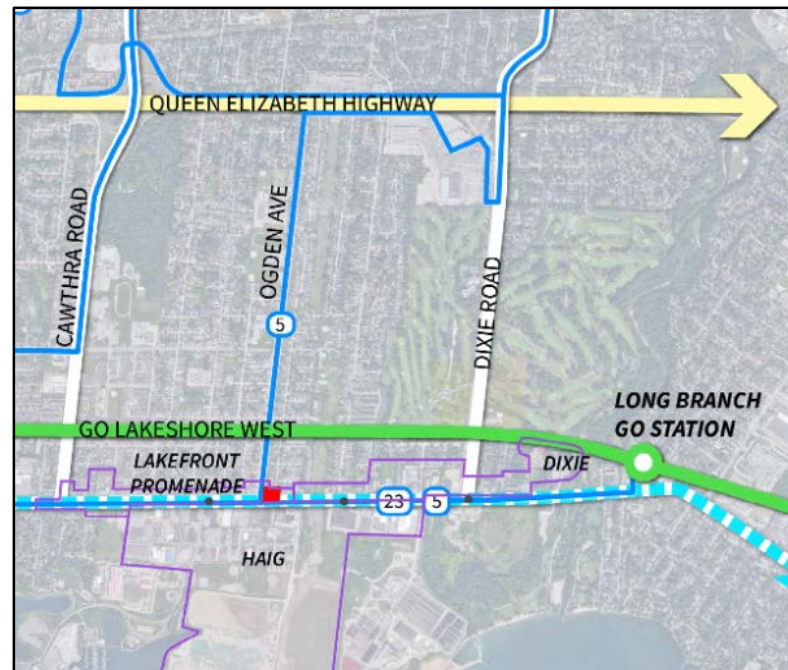 QUEEN ELIZABETH HIGHWAY
CAWTHRA ROAD
OGDEN AVE
DIXIE ROAD
5
LONG BRANCH
GO STATION
GO LAKESHORE WEST
LAKEFRONT
PROMENADE
DIXIE
23
5
HAIG